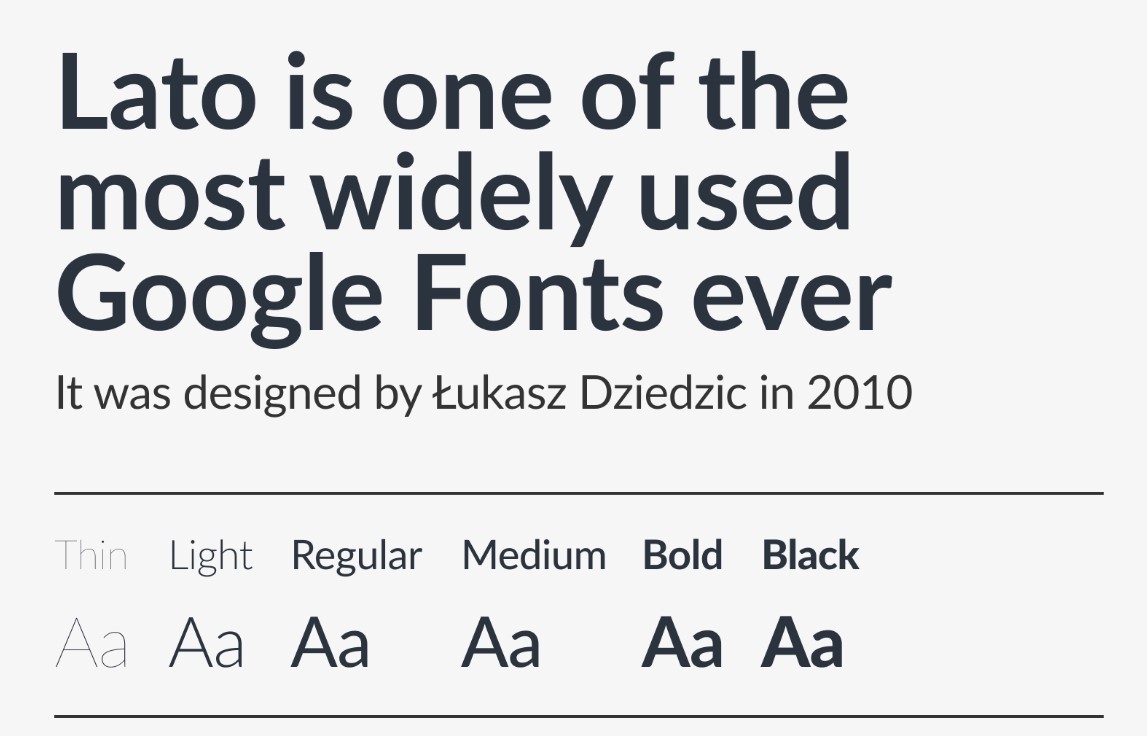 Lato is one of the
most widely used
Google Fonts ever
It was designed by Łukasz Dziedzic in 2010
Thin Light Regular Medium Bold Black
Aa Aa Aa Aa Aa Aa